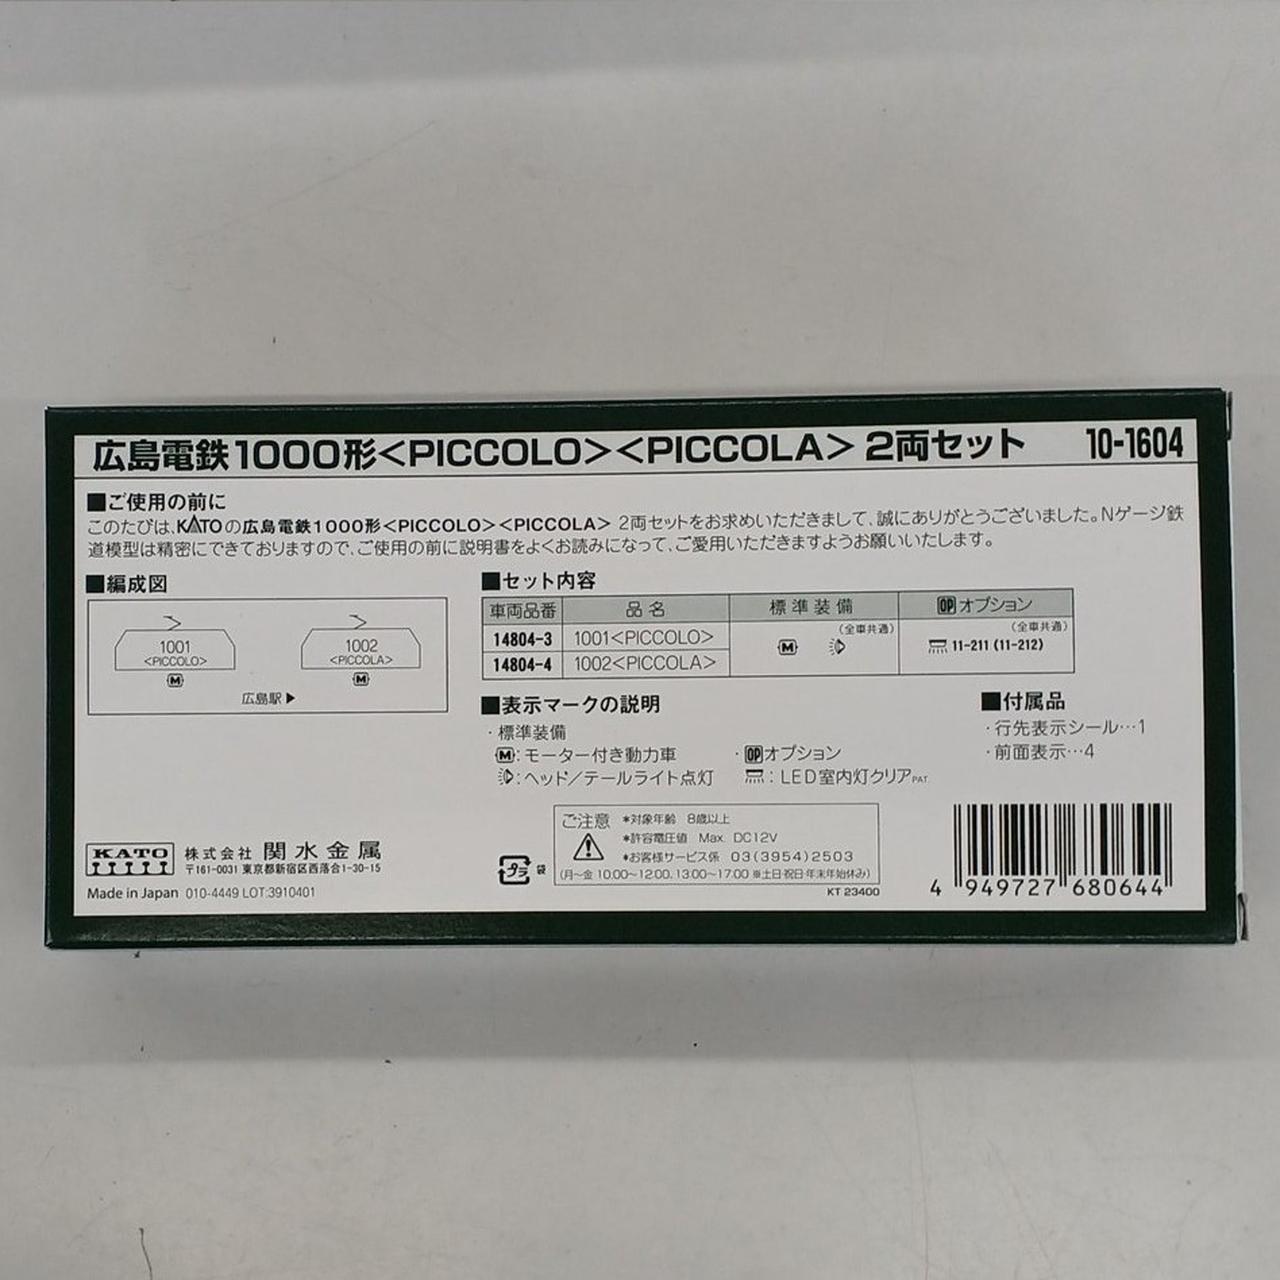 広島電鉄1000形<PICCOLO><PICCOLA> 2両セット 10-1604
■ご使用の前に
このたびは、KATOの広島電鉄1000形<PICCOLO><PICCOLA> 2両セットをお求めいただきまして、誠にありがとうございました。Nゲージ鉄
道模型は精密にできておりますので、ご使用の前に説明書をよくお読みになって、ご愛用いただきますようお願いいたします。
■編成図
1001
<PICCOLO>
M
1002
<PICCOLA>
M
広島駅▶
■セット内容
車両品番 品名 標準装備 OPオプション
14804-3 1001<PICCOLO>
14804-4 1002<PICCOLA>
(全車共通)
M
(全車共通)
11-211 (11-212)
■表示マークの説明
・標準装備
M:モーター付き動力車
:ヘッド/テールライト点灯
・OPオプション
:LED室内灯クリアPAT.
■付属品
・行先表示シール…1
・前面表示…4
KATO
株式会社 関水金属
〒161-0031 東京都新宿区西落合1-30-15
Made in Japan 010-4449 LOT:3910401
プラ 袋
ご注意
*対象年齢 8歳以上
*許容電圧値 Max. DC12V
*お客様サービス係 03(3954)2503
(月〜金 10:00〜12:00、13:00〜17:00 ※土日・祝日・年末年始休み)
KT 23400
4 949727 680644